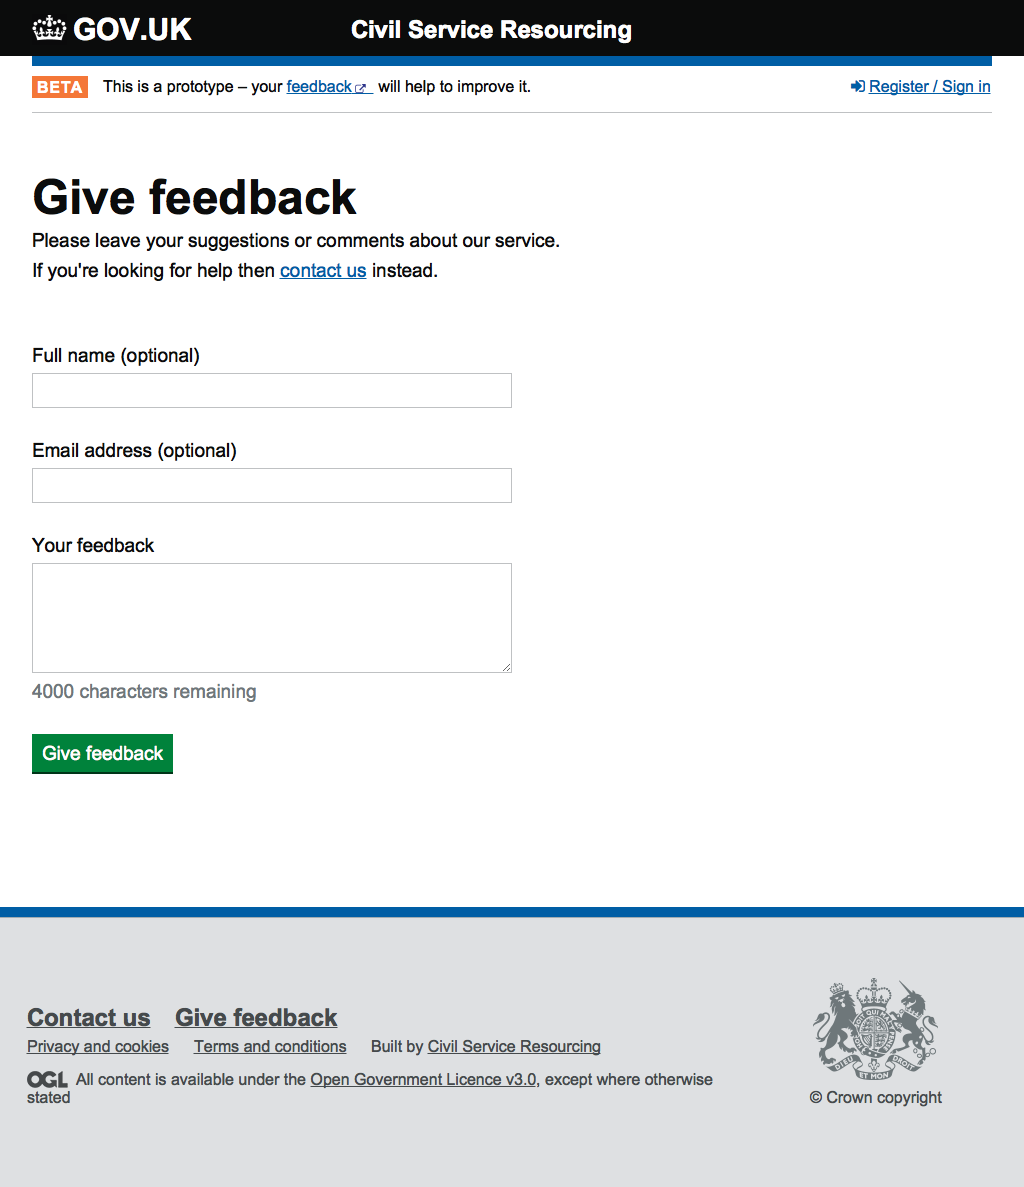 GOV.UK
Civil Service Resourcing
BETA This is a prototype – your feedback will help to improve it.
Register / Sign in
Give feedback
Please leave your suggestions or comments about our service.
If you're looking for help then contact us instead.
Full name (optional)
Email address (optional)
Your feedback
4000 characters remaining
Give feedback
Contact us Give feedback
Privacy and cookies Terms and conditions Built by Civil Service Resourcing
OGL All content is available under the Open Government Licence v3.0, except where otherwise
stated
DIEU ET MON DROIT
© Crown copyright